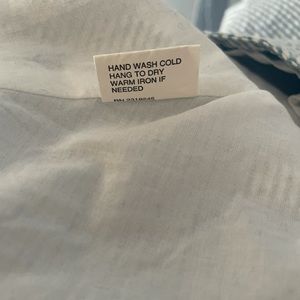 HAND WASH COLD
HANG TO DRY
WARM IRON IF
NEEDED